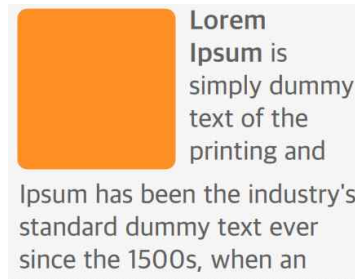 Lorem
Ipsum is
simply dummy
text of the
printing and
Ipsum has been the industry's
standard dummy text ever
since the 1500s, when an